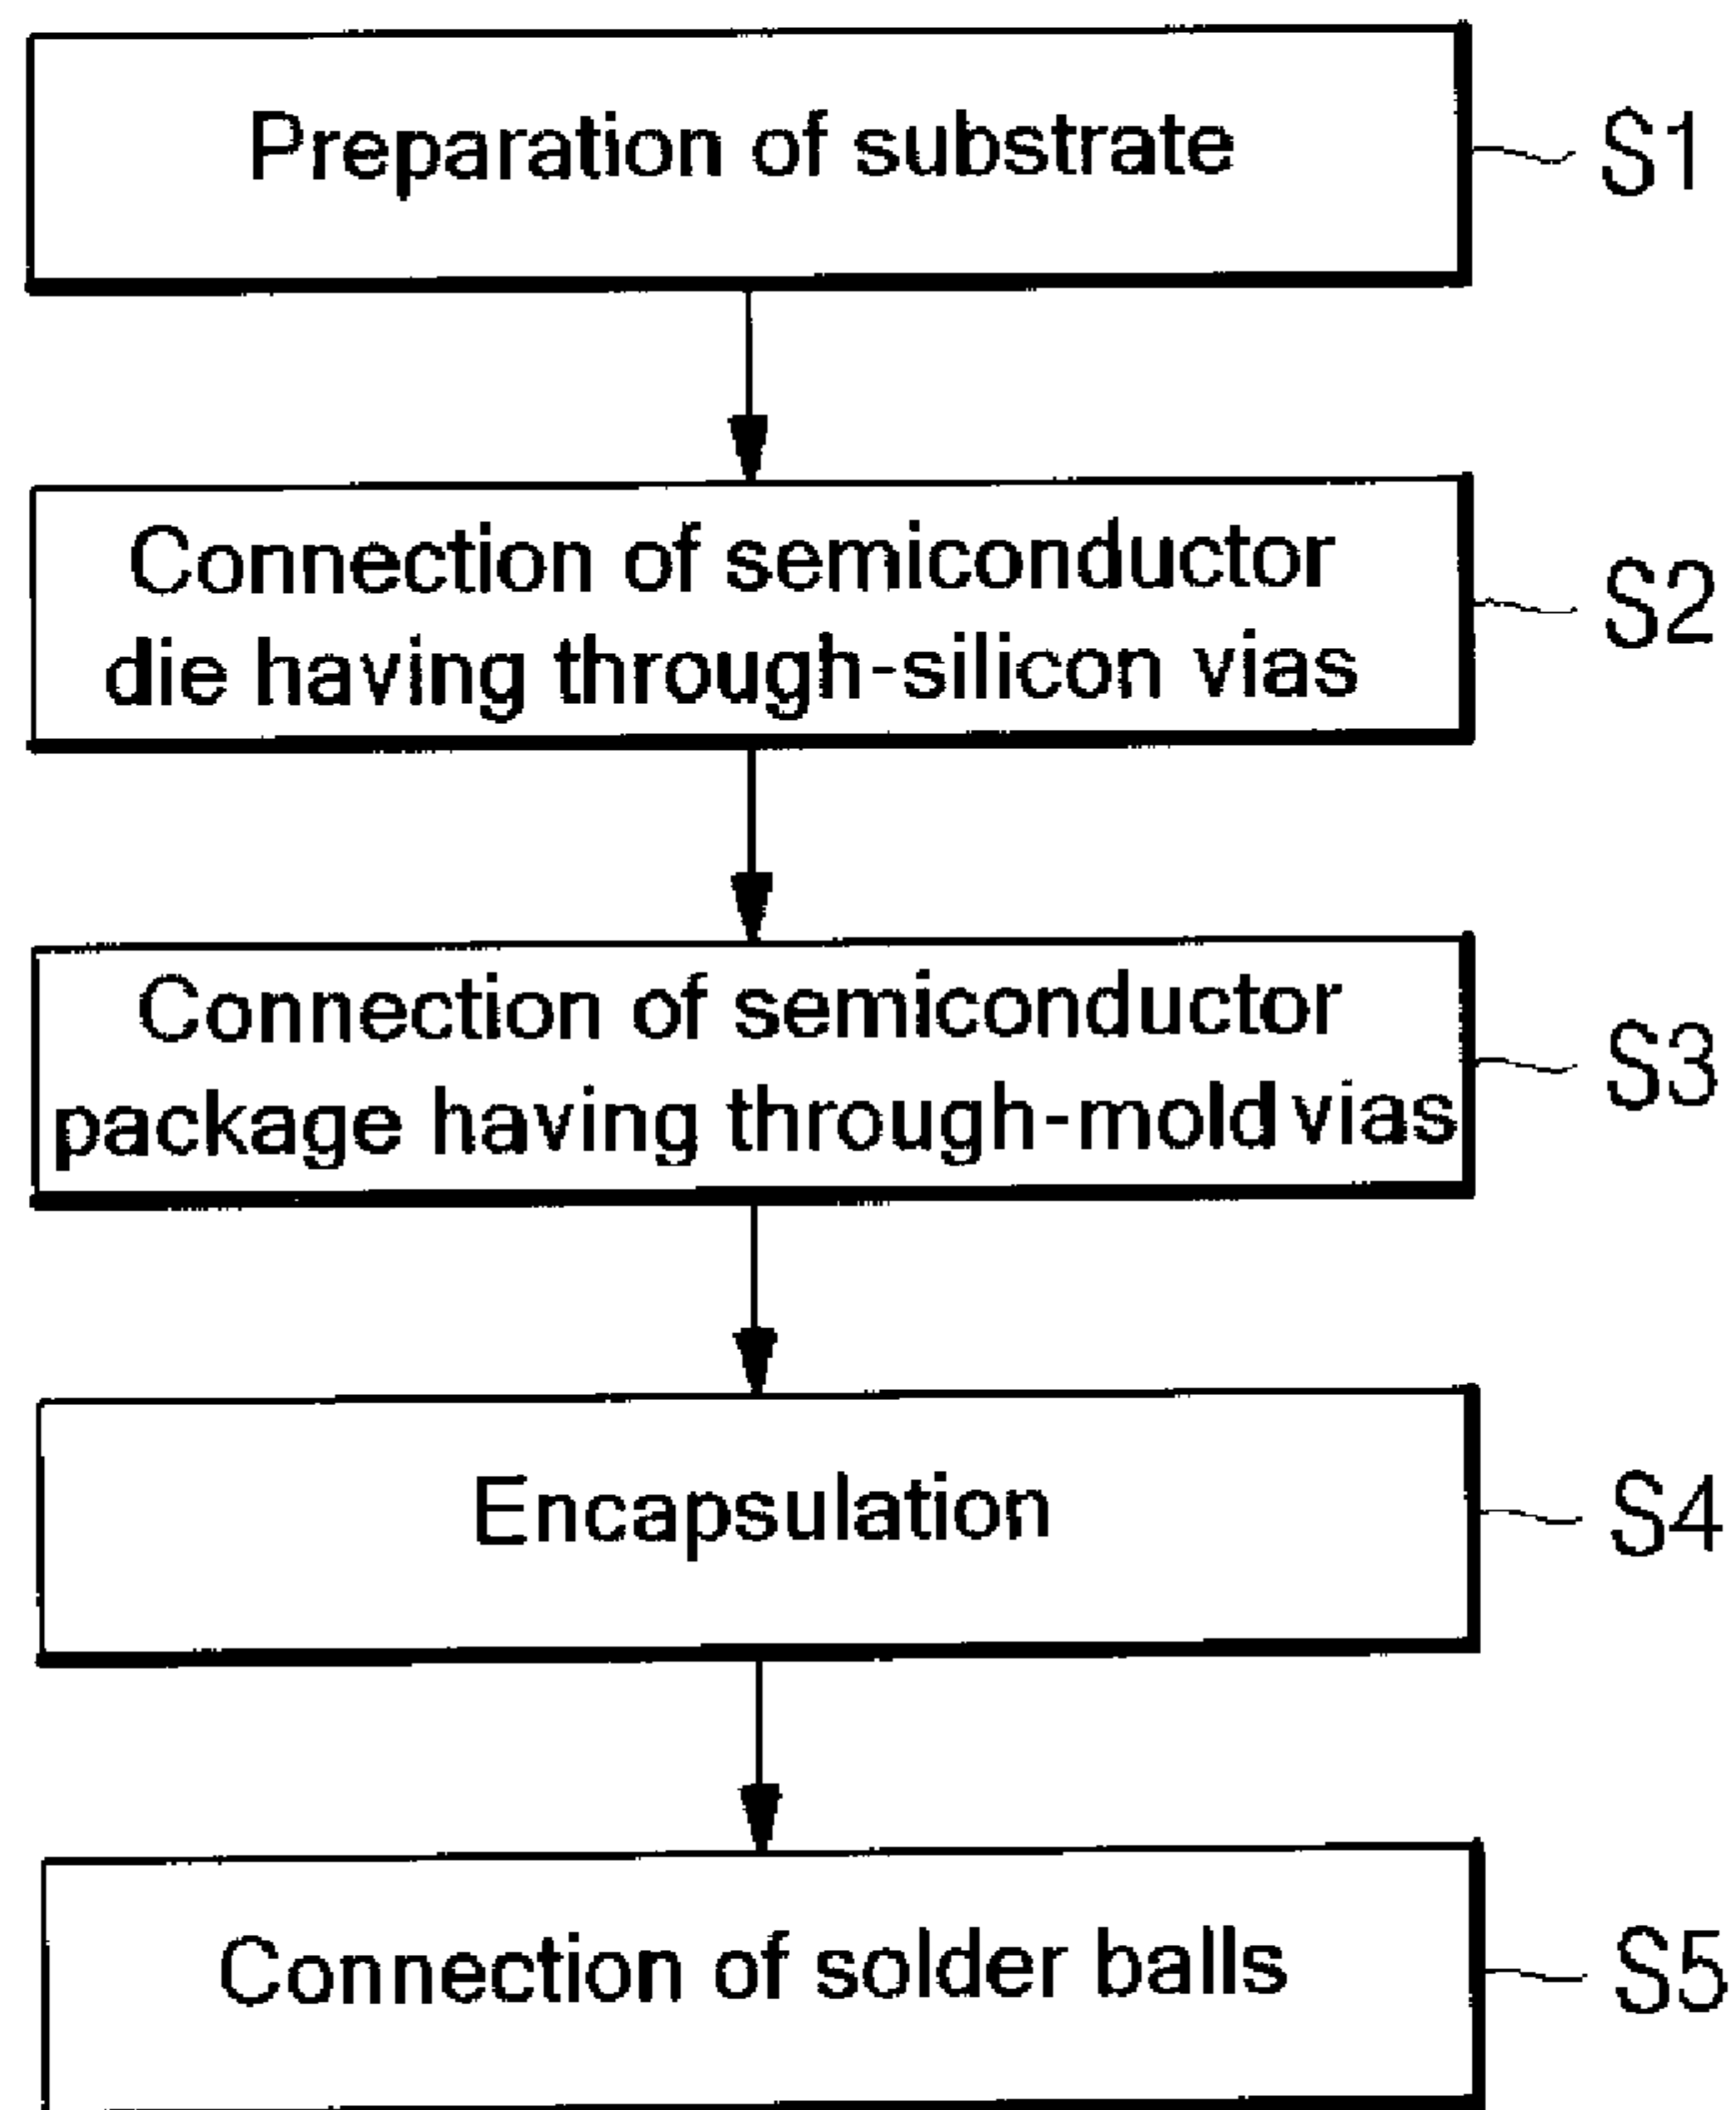 Preparation of substrate
S1
Connection of semiconductor
die having through-silicon vias
S2
Connection of semiconductor
package having through-mold vias
S3
Encapsulation
S4
Connection of solder balls
S5